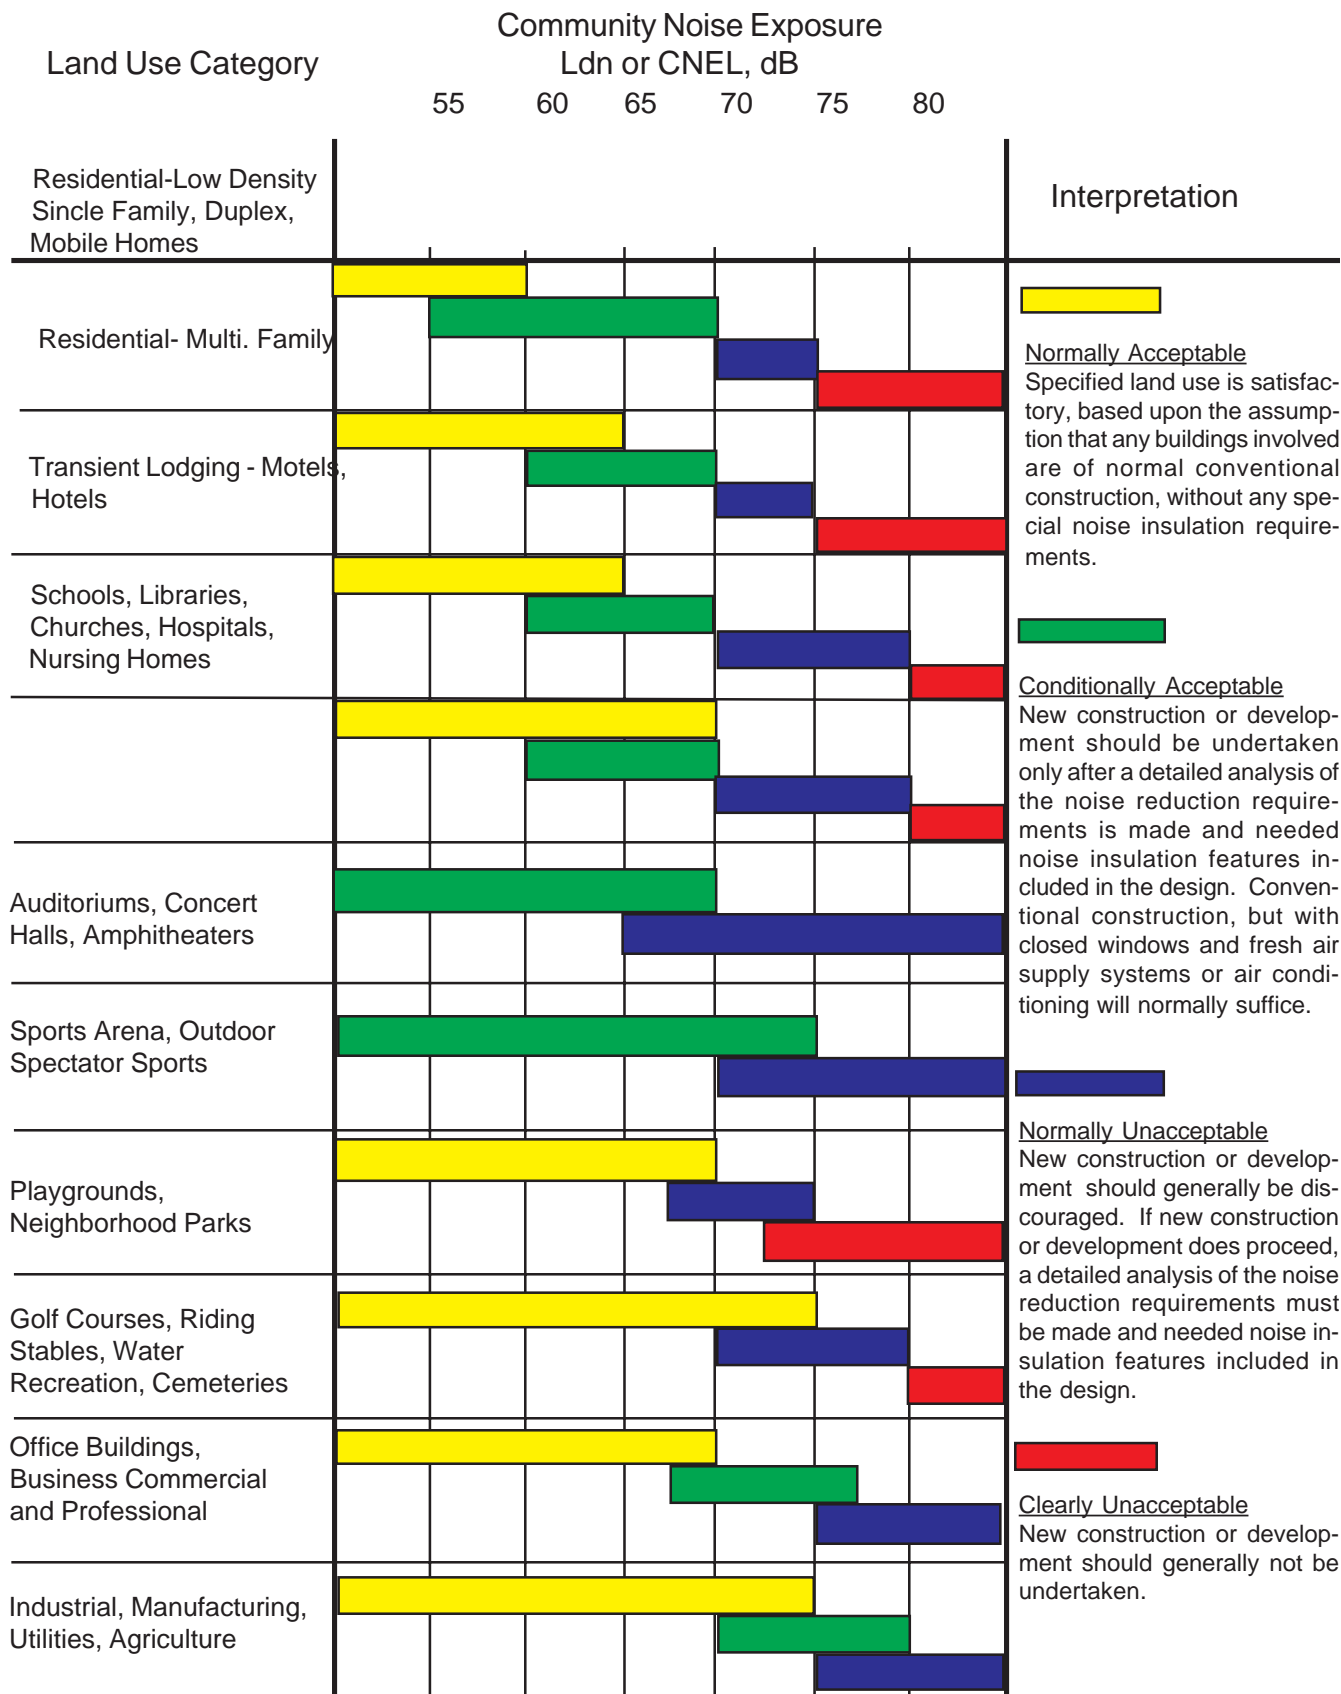 Community Noise Exposure
Land Use Category
Ldn or CNEL, dB
55 60 65 70 75 80
Residential-Low Density
Sincle Family, Duplex,
Mobile Homes
Residential- Multi. Family
Transient Lodging - Motels,
Hotels
Schools, Libraries,
Churches, Hospitals,
Nursing Homes
Auditoriums, Concert
Halls, Amphitheaters
Sports Arena, Outdoor
Spectator Sports
Playgrounds,
Neighborhood Parks
Golf Courses, Riding
Stables, Water
Recreation, Cemeteries
Office Buildings,
Business Commercial
and Professional
Industrial, Manufacturing,
Utilities, Agriculture
Interpretation
Normally Acceptable
Specified land use is satisfac-
tory, based upon the assump-
tion that any buildings involved
are of normal conventional
construction, without any spe-
cial noise insulation require-
ments.
Conditionally Acceptable
New construction or develop-
ment should be undertaken
only after a detailed analysis of
the noise reduction require-
ments is made and needed
noise insulation features in-
cluded in the design. Conven-
tional construction, but with
closed windows and fresh air
supply systems or air condi-
tioning will normally suffice.
Normally Unacceptable
New construction or develop-
ment should generally be dis-
couraged. If new construction
or development does proceed,
a detailed analysis of the noise
reduction requirements must
be made and needed noise in-
sulation features included in
the design.
Clearly Unacceptable
New construction or develop-
ment should generally not be
undertaken.